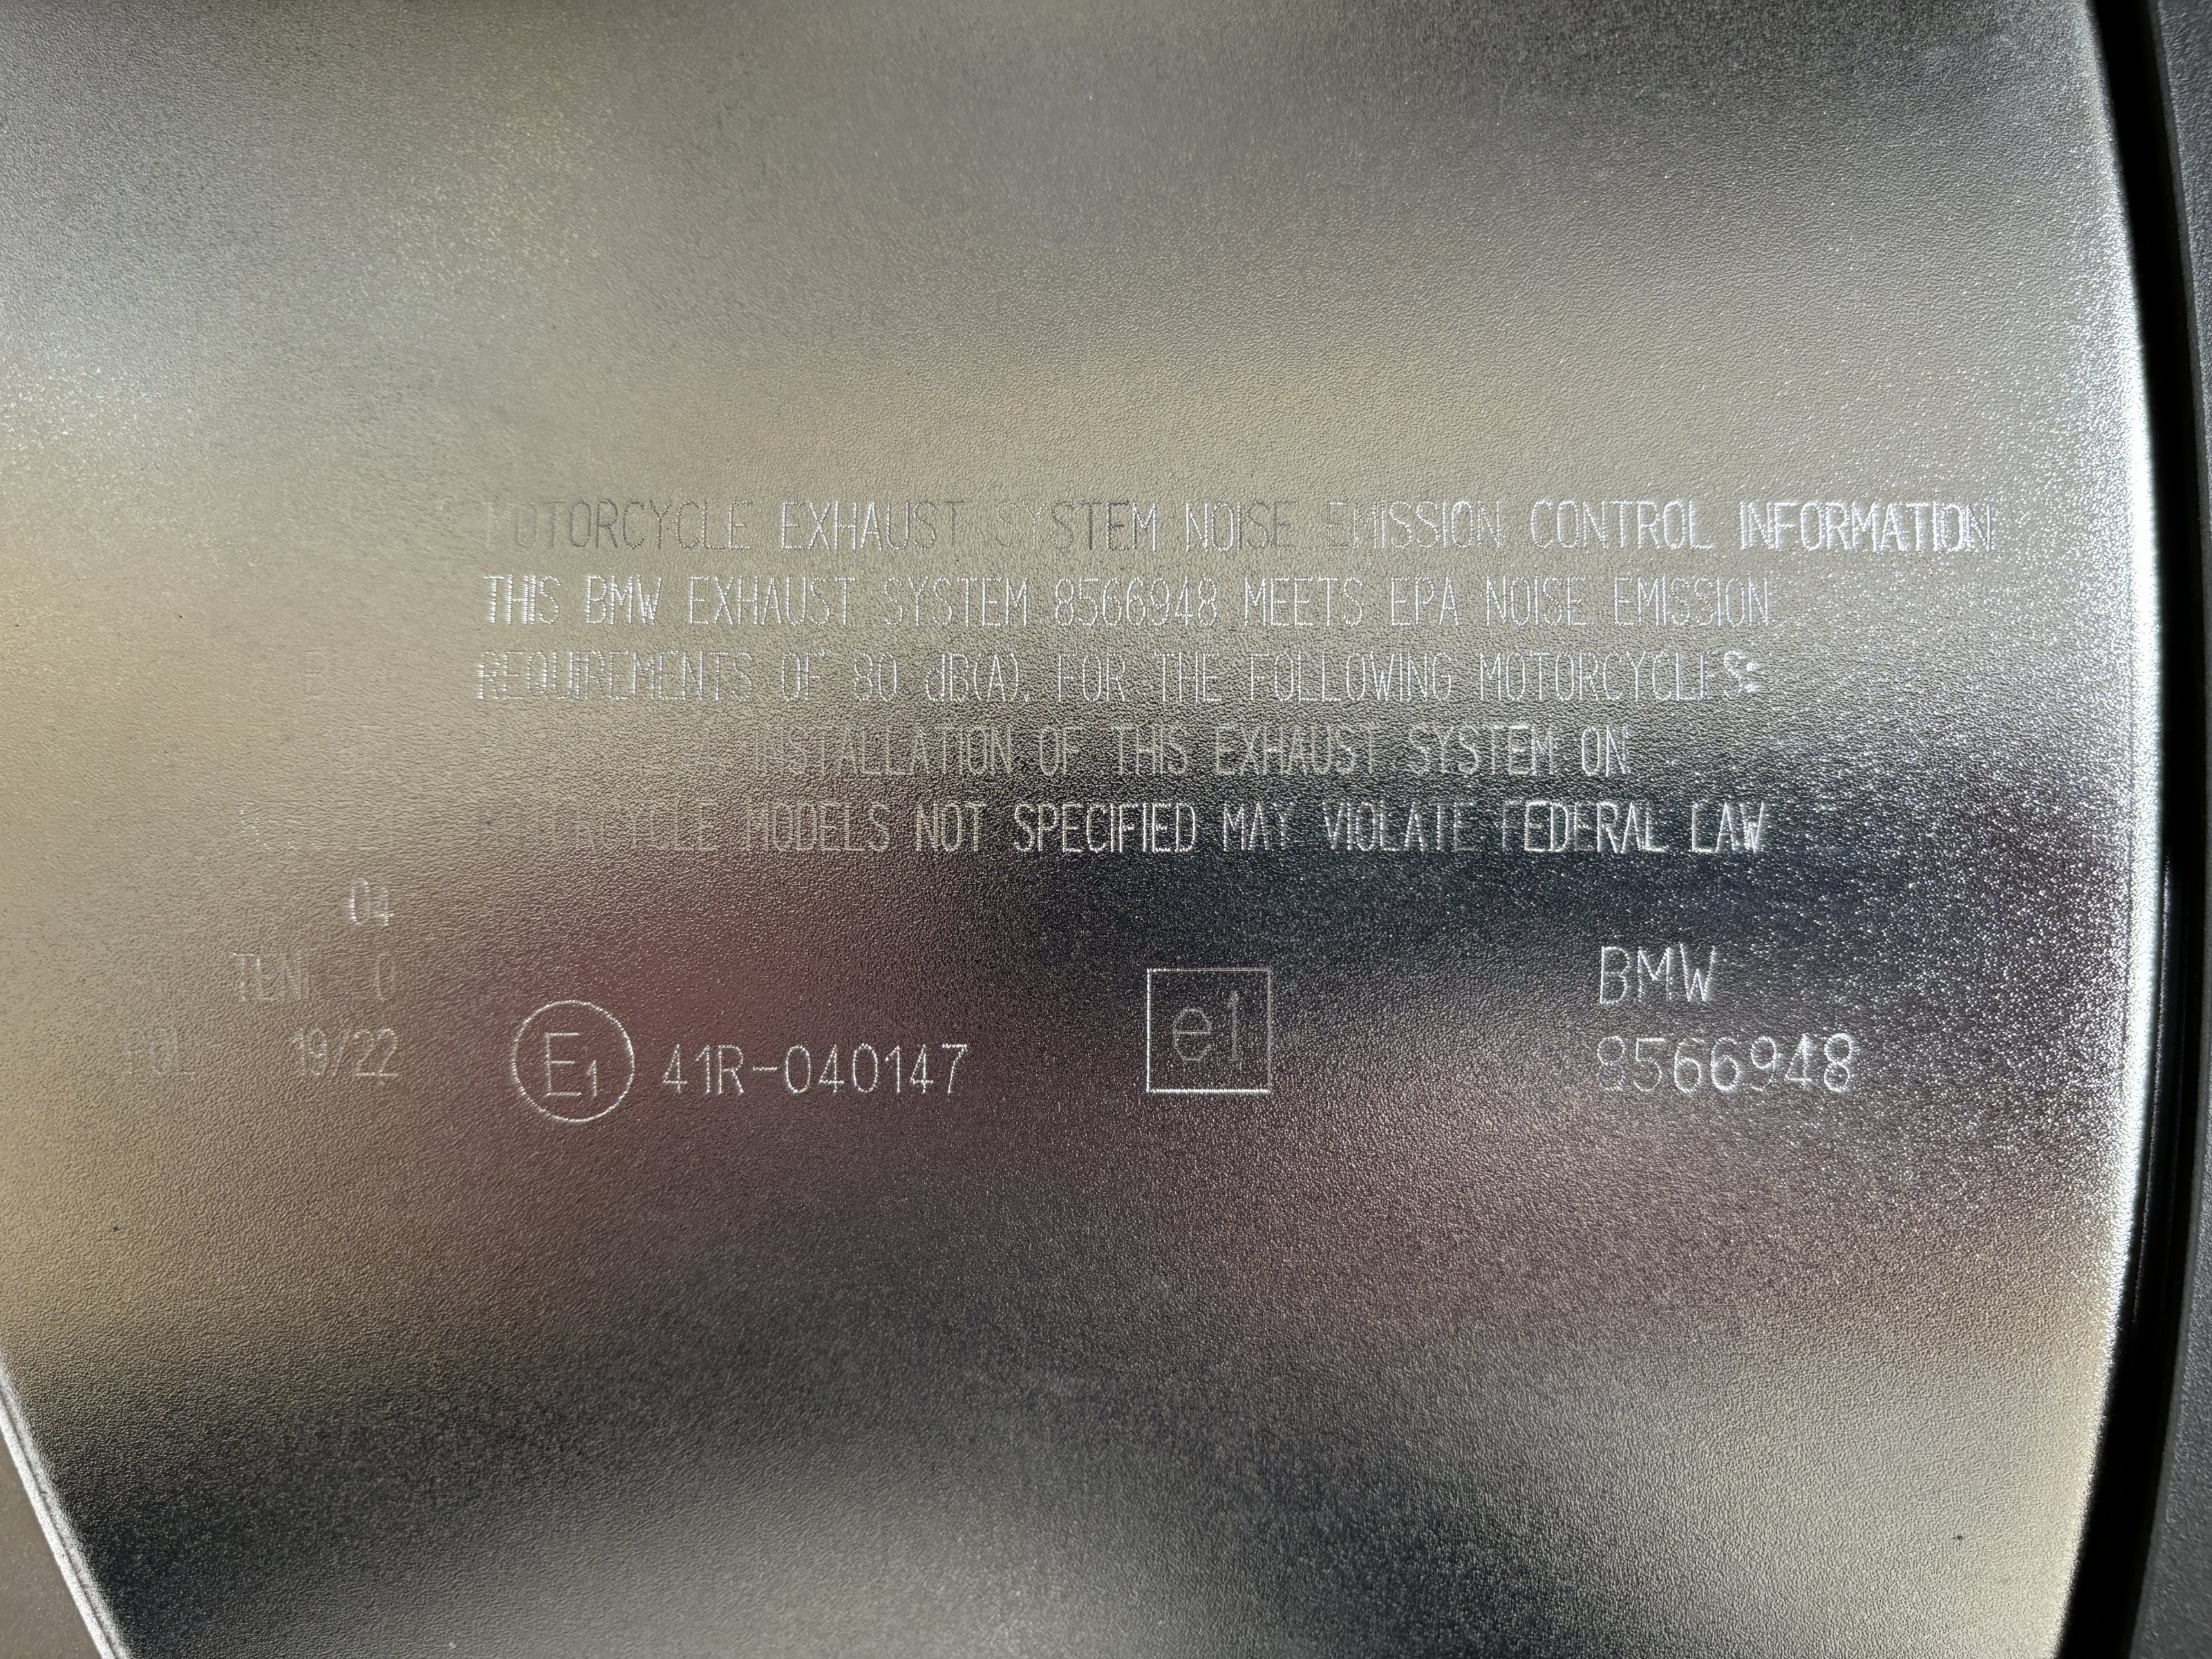 MOTORCYCLE EXHAUST SYSTEM NOISE EMISSION CONTROL INFORMATION
THIS BMW EXHAUST SYSTEM 8566948 MEETS EPA NOISE EMISSION
REQUIREMENTS OF 80 dB(A). FOR THE FOLLOWING MOTORCYCLES:
INSTALLATION OF THIS EXHAUST SYSTEM ON
MOTORCYCLE MODELS NOT SPECIFIED MAY VIOLATE FEDERAL LAW
04
19/22
E1 41R-040147
e1
BMW
8566948